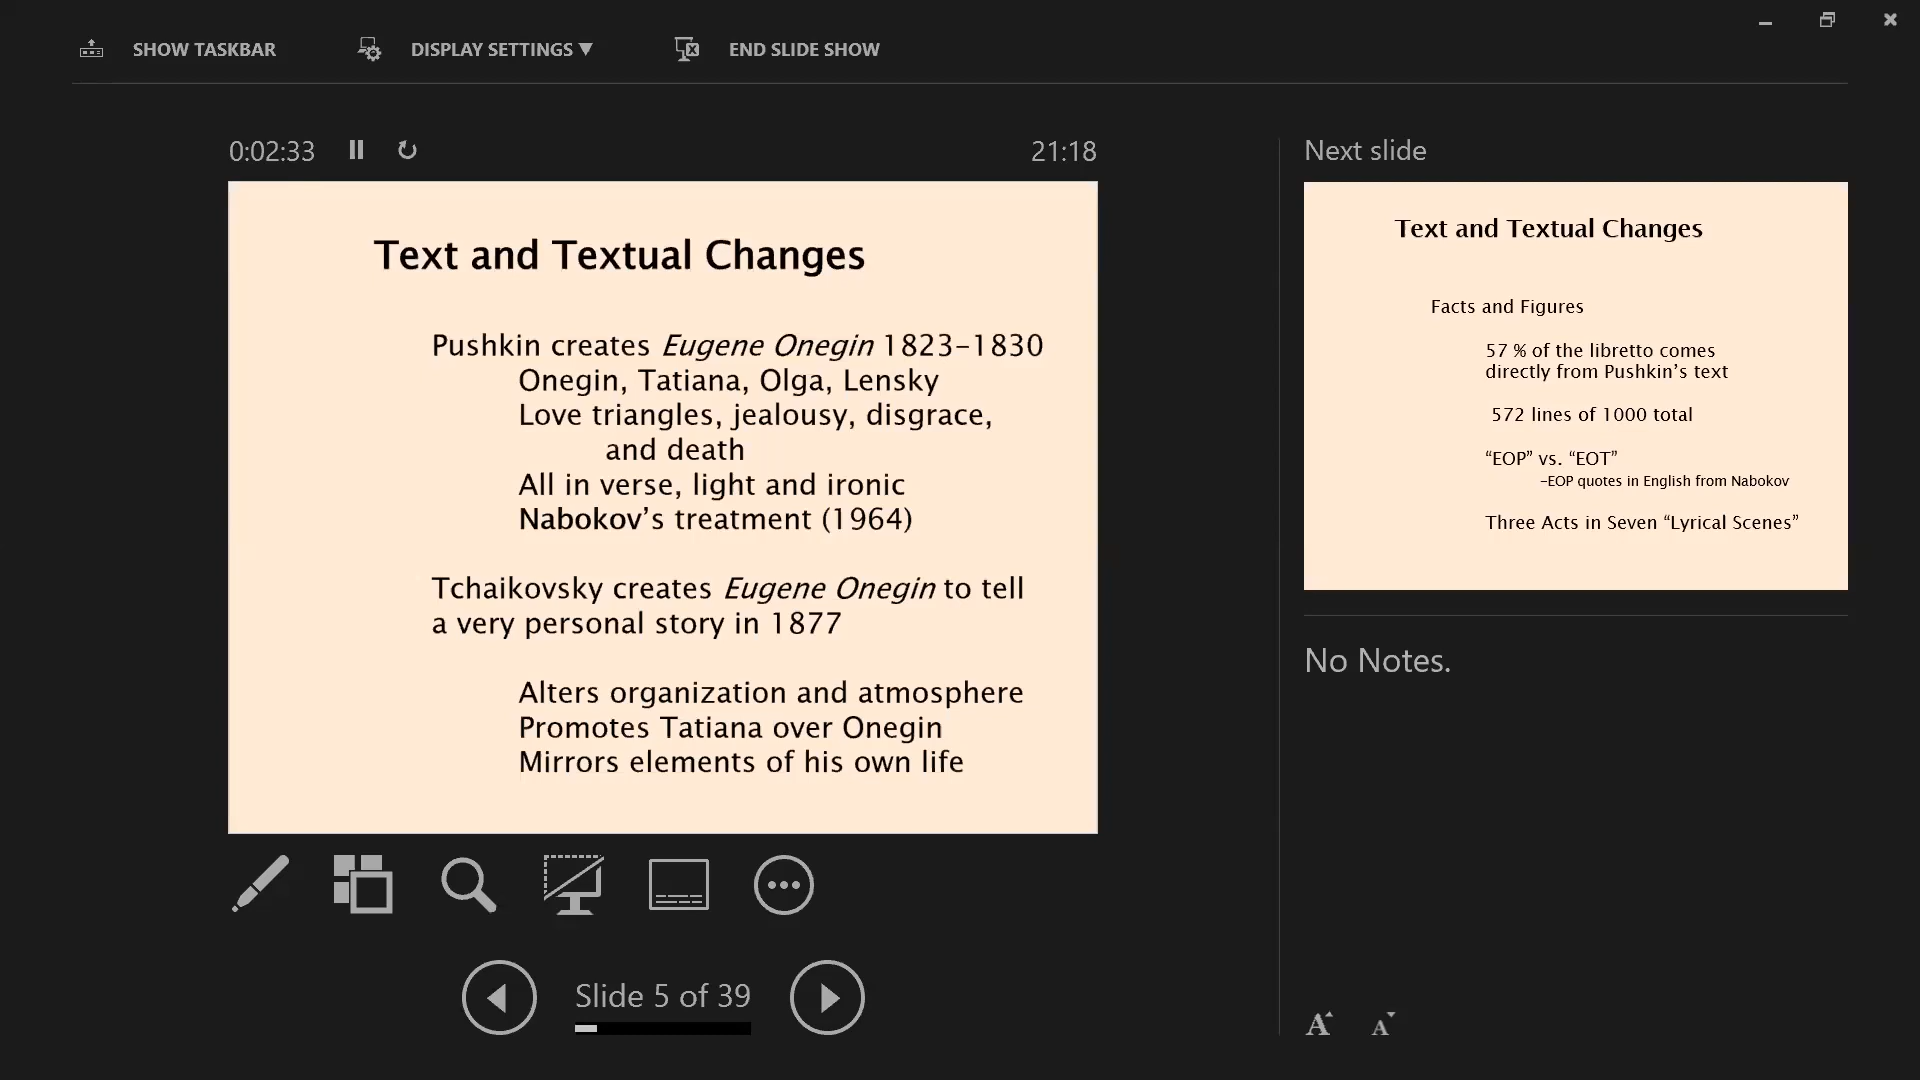 SHOW TASKBAR
DISPLAY SETTINGS ▼
END SLIDE SHOW
0:02:33
21:18
Text and Textual Changes
Pushkin creates Eugene Onegin 1823–1830
Onegin, Tatiana, Olga, Lensky
Love triangles, jealousy, disgrace,
and death
All in verse, light and ironic
Nabokov’s treatment (1964)
Tchaikovsky creates Eugene Onegin to tell
a very personal story in 1877
Alters organization and atmosphere
Promotes Tatiana over Onegin
Mirrors elements of his own life
Slide 5 of 39
Next slide
Text and Textual Changes
Facts and Figures
57 % of the libretto comes
directly from Pushkin’s text
572 lines of 1000 total
“EOP” vs. “EOT”
–EOP quotes in English from Nabokov
Three Acts in Seven “Lyrical Scenes”
No Notes.
A A